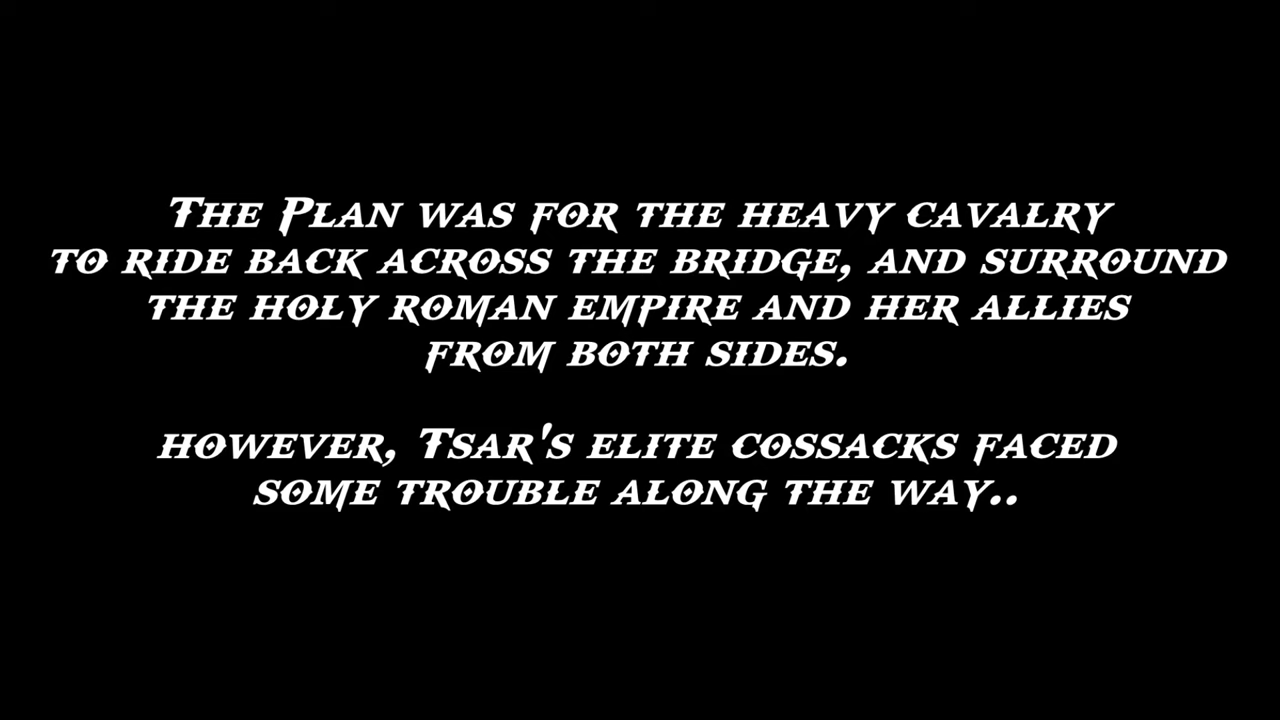 The Plan was for the heavy cavalry
to ride back across the bridge, and surround
the holy roman empire and her allies
from both sides.
however, Tsar's elite cossacks faced
some trouble along the way..